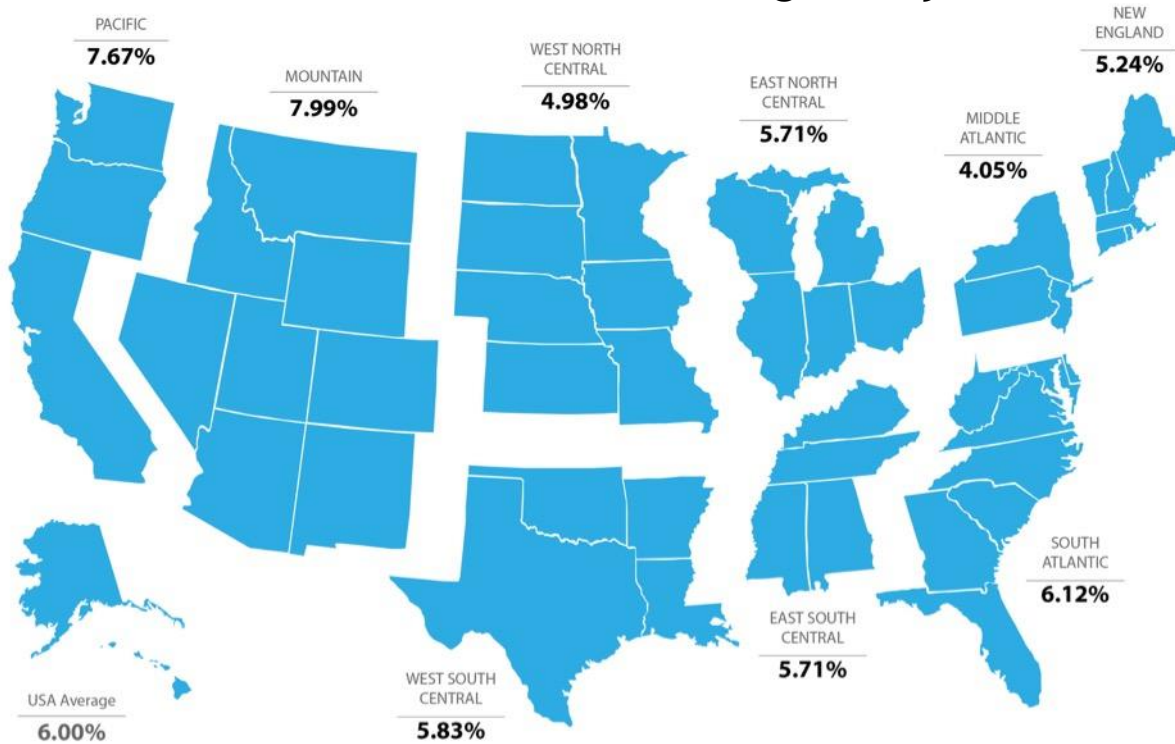 PACIFIC
7.67%
MOUNTAIN
7.99%
WEST NORTH
CENTRAL
4.98%
EAST NORTH
CENTRAL
5.71%
MIDDLE
ATLANTIC
4.05%
NEW
ENGLAND
5.24%
SOUTH
ATLANTIC
6.12%
EAST SOUTH
CENTRAL
5.71%
WEST SOUTH
CENTRAL
5.83%
USA Average
6.00%